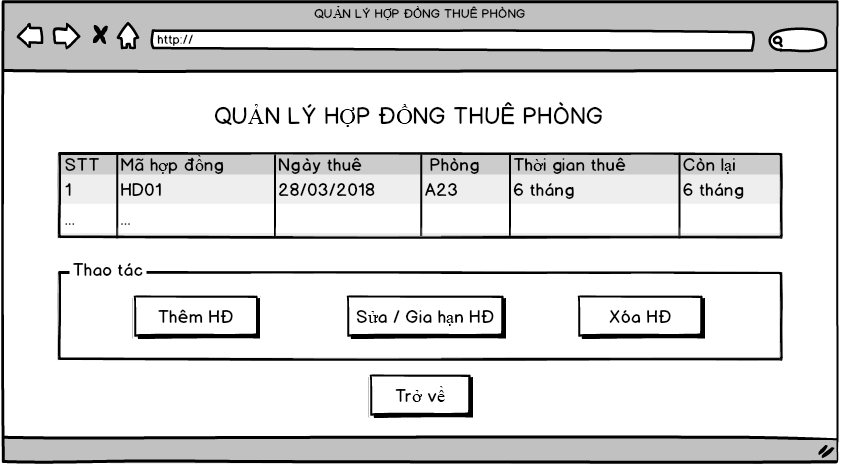 QUẢN LÝ HỢP ĐỒNG THUÊ PHÒNG
http://
QUẢN LÝ HỢP ĐỒNG THUÊ PHÒNG
STT Mã hợp đồng Ngày thuê Phòng Thời gian thuê Còn lại
1 HD01 28/03/2018 A23 6 tháng 6 tháng
... ...
Thao tác
Thêm HĐ Sửa / Gia hạn HĐ Xóa HĐ
Trở về